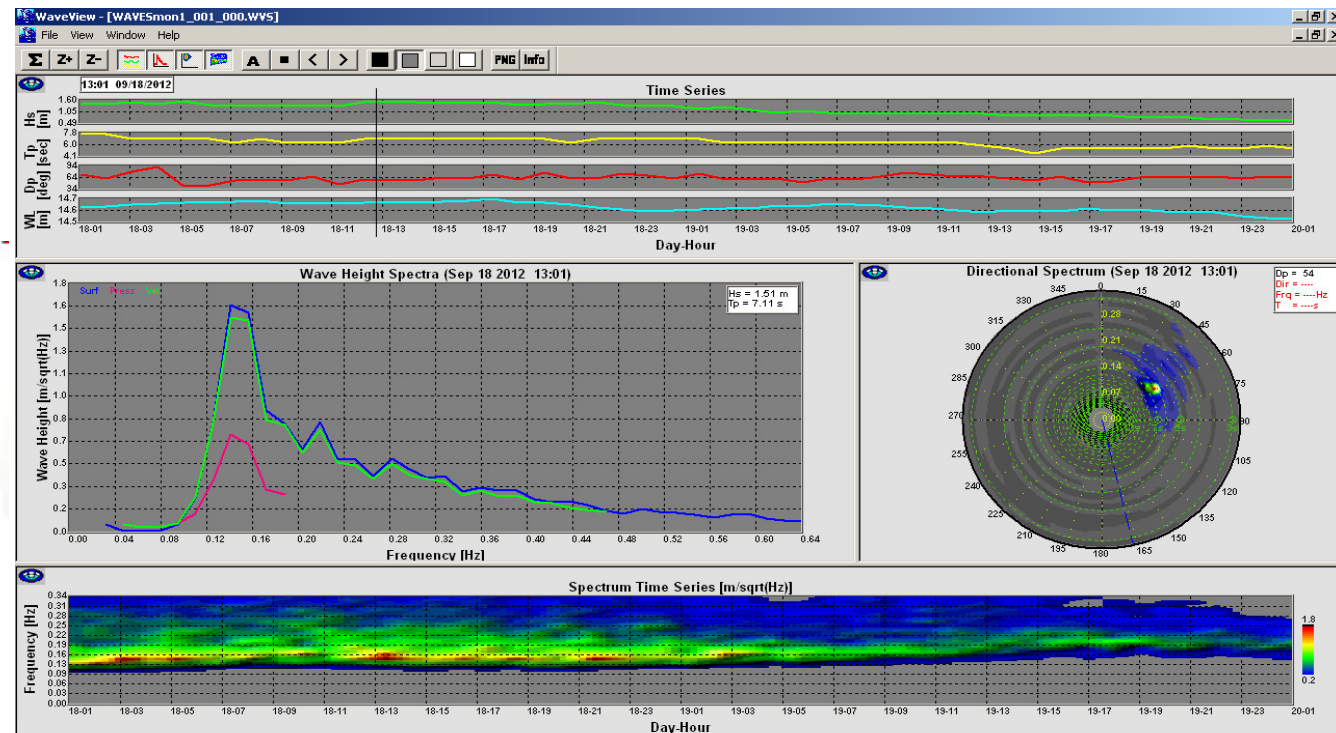 WaveView - [WAVESmon1_001_000.WVS]
File View Window Help
Σ Z+ Z- A ■ < > PNG Info
13:01 09/18/2012
Time Series
Hs [m]
1.60
1.05
0.49
Tp [sec]
7.8
6.0
4.1
Dp [deg]
94
64
34
WL [m]
14.7
14.6
14.5
18-01 18-03 18-05 18-07 18-09 18-11 18-13 18-15 18-17 18-19 18-21 18-23 19-01 19-03 19-05 19-07 19-09 19-11 19-13 19-15 19-17 19-19 19-21 19-23 20-01
Day-Hour
Wave Height Spectra (Sep 18 2012 13:01)
Surf Press
Hs = 1.51 m
Tp = 7.11 s
Wave Height [m/sqrt(Hz)]
1.8
1.6
1.5
1.3
1.1
1.0
0.8
0.7
0.5
0.3
0.2
0.0
0.00 0.04 0.08 0.12 0.16 0.20 0.24 0.28 0.32 0.36 0.40 0.44 0.48 0.52 0.56 0.60 0.64
Frequency [Hz]
Directional Spectrum (Sep 18 2012 13:01)
Dp = 54
Dir = ----
Frq = ----Hz
T = ----s
0 15 30 45 60 75 90 105 120 135 150 165 180 195 210 225 240 255 270 285 300 315 330 345
0.28
0.21
0.14
0.07
0.00
Spectrum Time Series [m/sqrt(Hz)]
Frequency [Hz]
0.34
0.31
0.28
0.25
0.22
0.19
0.16
0.13
0.09
0.06
0.03
0.00
1.8
0.2
18-01 18-03 18-05 18-07 18-09 18-11 18-13 18-15 18-17 18-19 18-21 18-23 19-01 19-03 19-05 19-07 19-09 19-11 19-13 19-15 19-17 19-19 19-21 19-23 20-01
Day-Hour